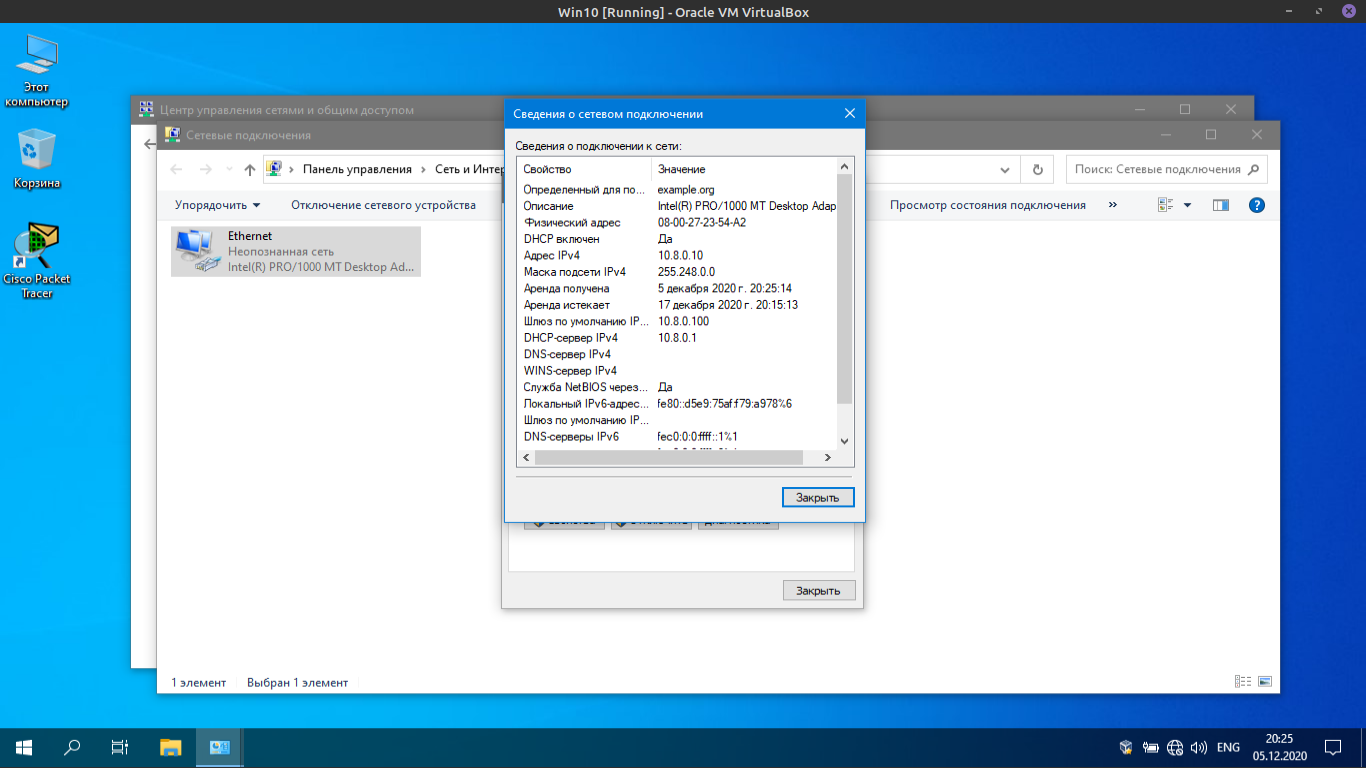 Win10 [Running] - Oracle VM VirtualBox
Этот
компьютер
Корзина
Cisco Packet
Tracer
Центр управления сетями и общим доступом
Сетевые подключения
Панель управления
Сеть и Интер
Поиск: Сетевые подключения
Упорядочить
Отключение сетевого устройства
Просмотр состояния подключения
»
Ethernet
Неопознанная сеть
Intel(R) PRO/1000 MT Desktop Ad...
Сведения о сетевом подключении
Сведения о подключении к сети:
Свойство Значение
Определенный для по... example.org
Описание Intel(R) PRO/1000 MT Desktop Adap
Физический адрес 08-00-27-23-54-A2
DHCP включен Да
Адрес IPv4 10.8.0.10
Маска подсети IPv4 255.248.0.0
Аренда получена 5 декабря 2020 г. 20:25:14
Аренда истекает 17 декабря 2020 г. 20:15:13
Шлюз по умолчанию IP... 10.8.0.100
DHCP-сервер IPv4 10.8.0.1
DNS-сервер IPv4
WINS-сервер IPv4
Служба NetBIOS через... Да
Локальный IPv6-адрес... fe80::d5e9:75af:f79:a978%6
Шлюз по умолчанию IP...
DNS-серверы IPv6 fec0:0:0:ffff::1%1
Закрыть
Закрыть
1 элемент Выбран 1 элемент
ENG
20:25
05.12.2020